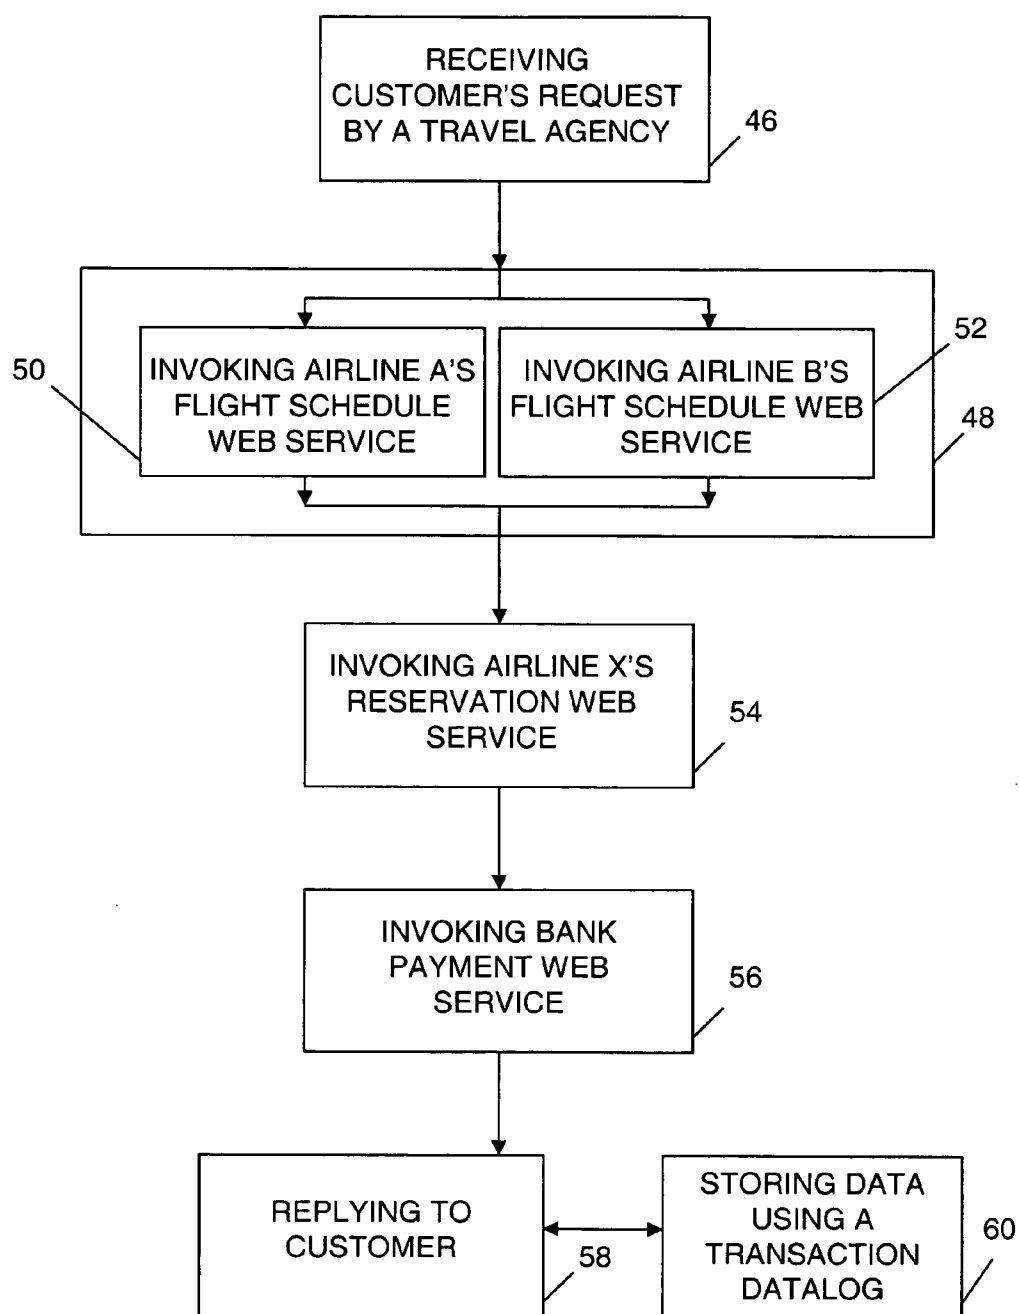 RECEIVING
CUSTOMER'S REQUEST
BY A TRAVEL AGENCY
46
50
INVOKING AIRLINE A'S
FLIGHT SCHEDULE
WEB SERVICE
INVOKING AIRLINE B'S
FLIGHT SCHEDULE WEB
SERVICE
52
48
INVOKING AIRLINE X'S
RESERVATION WEB
SERVICE
54
INVOKING BANK
PAYMENT WEB
SERVICE
56
REPLYING TO
CUSTOMER
58
STORING DATA
USING A
TRANSACTION
DATALOG
60